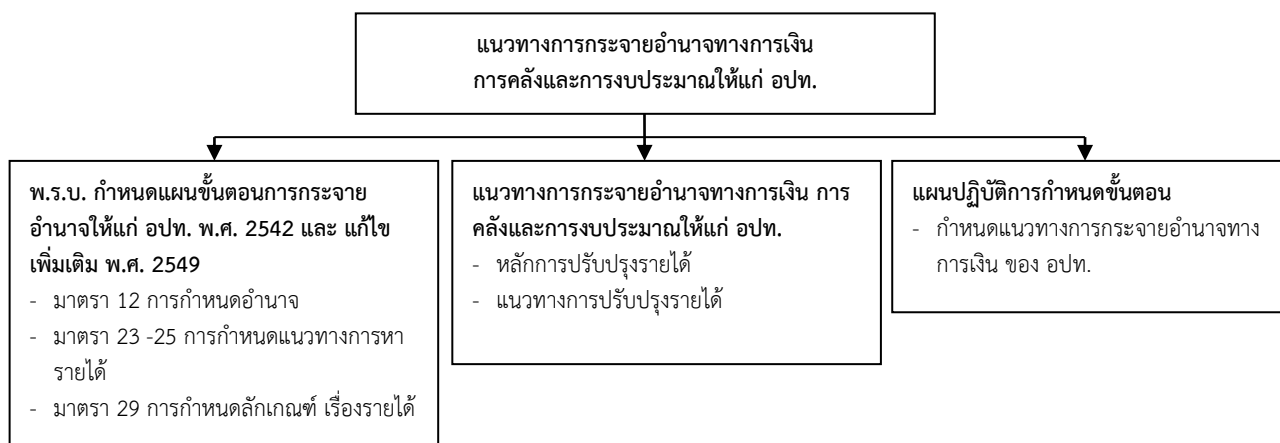 แนวทางการกระจายอำนาจทางการเงิน
การคลังและการงบประมาณให้แก่ อปท.
พ.ร.บ. กำหนดแผนขั้นตอนการกระจาย
อำนาจให้แก่ อปท. พ.ศ. 2542 และ แก้ไข
เพิ่มเติม พ.ศ. 2549
- มาตรา 12 การกำหนดอำนาจ
- มาตรา 23 -25 การกำหนดแนวทางการหา
รายได้
- มาตรา 29 การกำหนดลักเกณฑ์ เรื่องรายได้
แนวทางการกระจายอำนาจทางการเงิน การ
คลังและการงบประมาณให้แก่ อปท.
- หลักการปรับปรุงรายได้
- แนวทางการปรับปรุงรายได้
แผนปฏิบัติการกำหนดขั้นตอน
- กำหนดแนวทางการกระจายอำนาจทาง
การเงิน ของ อปท.